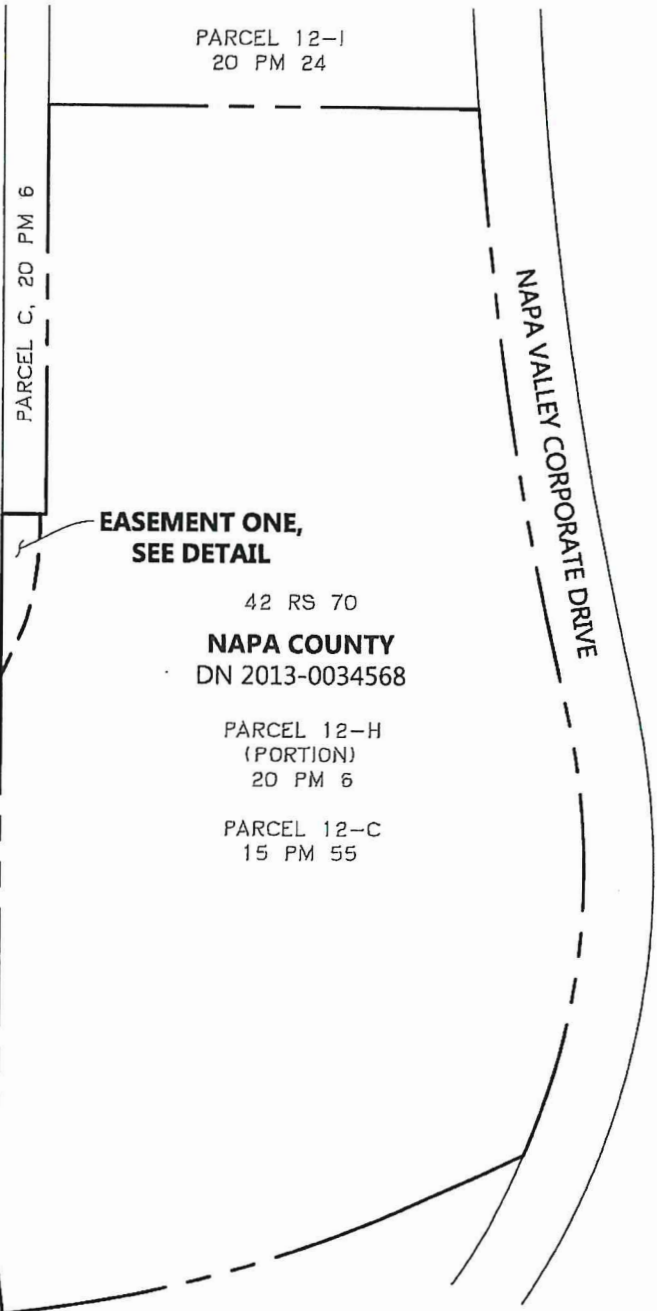 PARCEL 12-I
20 PM 24
PARCEL C, 20 PM 6
NAPA VALLEY CORPORATE DRIVE
EASEMENT ONE,
SEE DETAIL
42 RS 70
NAPA COUNTY
DN 2013-0034568
PARCEL 12-H
(PORTION)
20 PM 6
PARCEL 12-C
15 PM 55